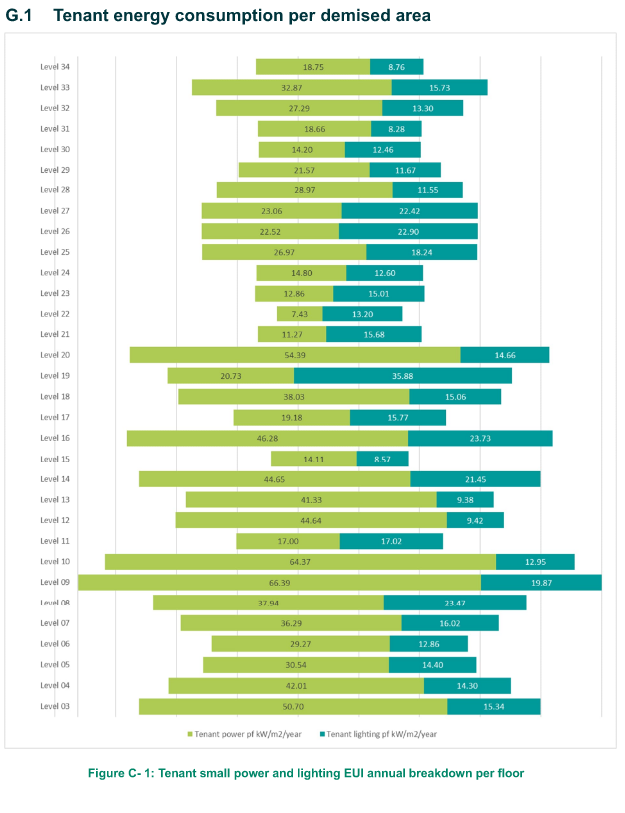 G.1 Tenant energy consumption per demised area
Level 34 18.75 8.76
Level 33 32.87 15.73
Level 32 27.29 13.30
Level 31 18.66 8.28
Level 30 14.20 12.46
Level 29 21.57 11.67
Level 28 28.97 11.55
Level 27 23.06 22.42
Level 26 22.52 22.90
Level 25 26.97 18.24
Level 24 14.80 12.60
Level 23 12.86 15.01
Level 22 7.43 13.20
Level 21 11.27 15.68
Level 20 54.39 14.66
Level 19 20.73 35.88
Level 18 38.03 15.06
Level 17 19.18 15.77
Level 16 46.28 23.73
Level 15 14.11 8.57
Level 14 44.65 21.45
Level 13 41.33 9.38
Level 12 44.64 9.42
Level 11 17.00 17.02
Level 10 64.37 12.95
Level 09 66.39 19.87
Level 08 37.94 23.47
Level 07 36.29 16.02
Level 06 29.27 12.86
Level 05 30.54 14.40
Level 04 42.01 14.30
Level 03 50.70 15.34
Tenant power pf kW/m2/year Tenant lighting pf kW/m2/year
Figure C- 1: Tenant small power and lighting EUI annual breakdown per floor